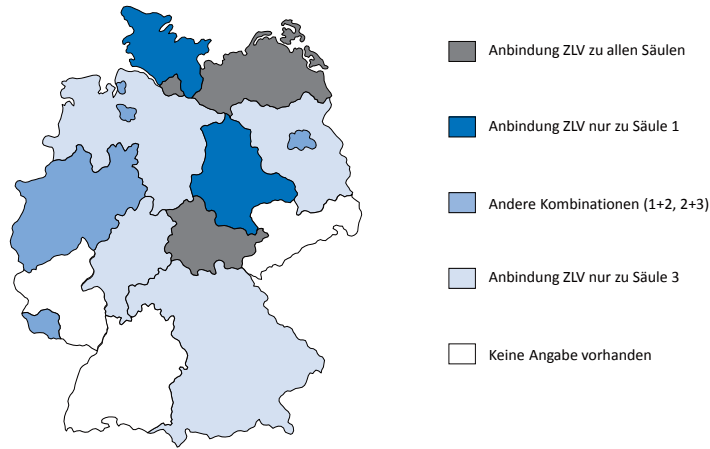 Anbindung ZLV zu allen Säulen
Anbindung ZLV nur zu Säule 1
Andere Kombinationen (1+2, 2+3)
Anbindung ZLV nur zu Säule 3
Keine Angabe vorhanden